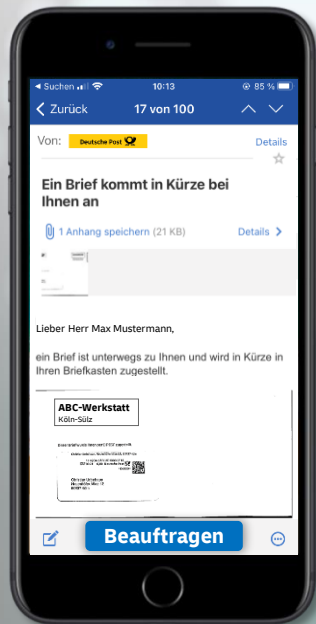 Suchen
10:13
85 %
Zurück
17 von 100
Von:
Deutsche Post
Details
Ein Brief kommt in Kürze bei
Ihnen an
1 Anhang speichern (21 KB)
Details
Lieber Herr Max Mustermann,
ein Brief ist unterwegs zu Ihnen und wird in Kürze in
Ihren Briefkasten zugestellt.
ABC-Werkstatt
Köln-Sülz
Beauftragen